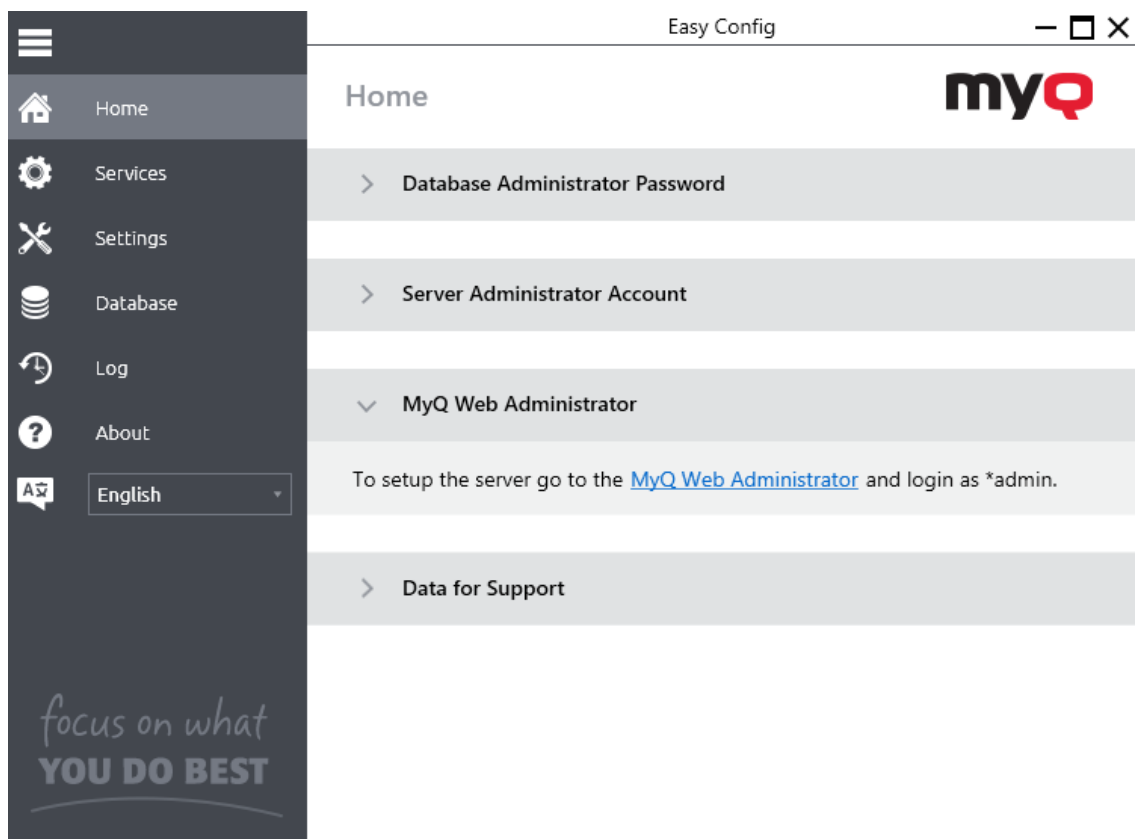 Easy Config
Home
Services
Settings
Database
Log
About
English
focus on what
YOU DO BEST
Home
myQ
Database Administrator Password
Server Administrator Account
MyQ Web Administrator
To setup the server go to the MyQ Web Administrator and login as *admin.
Data for Support